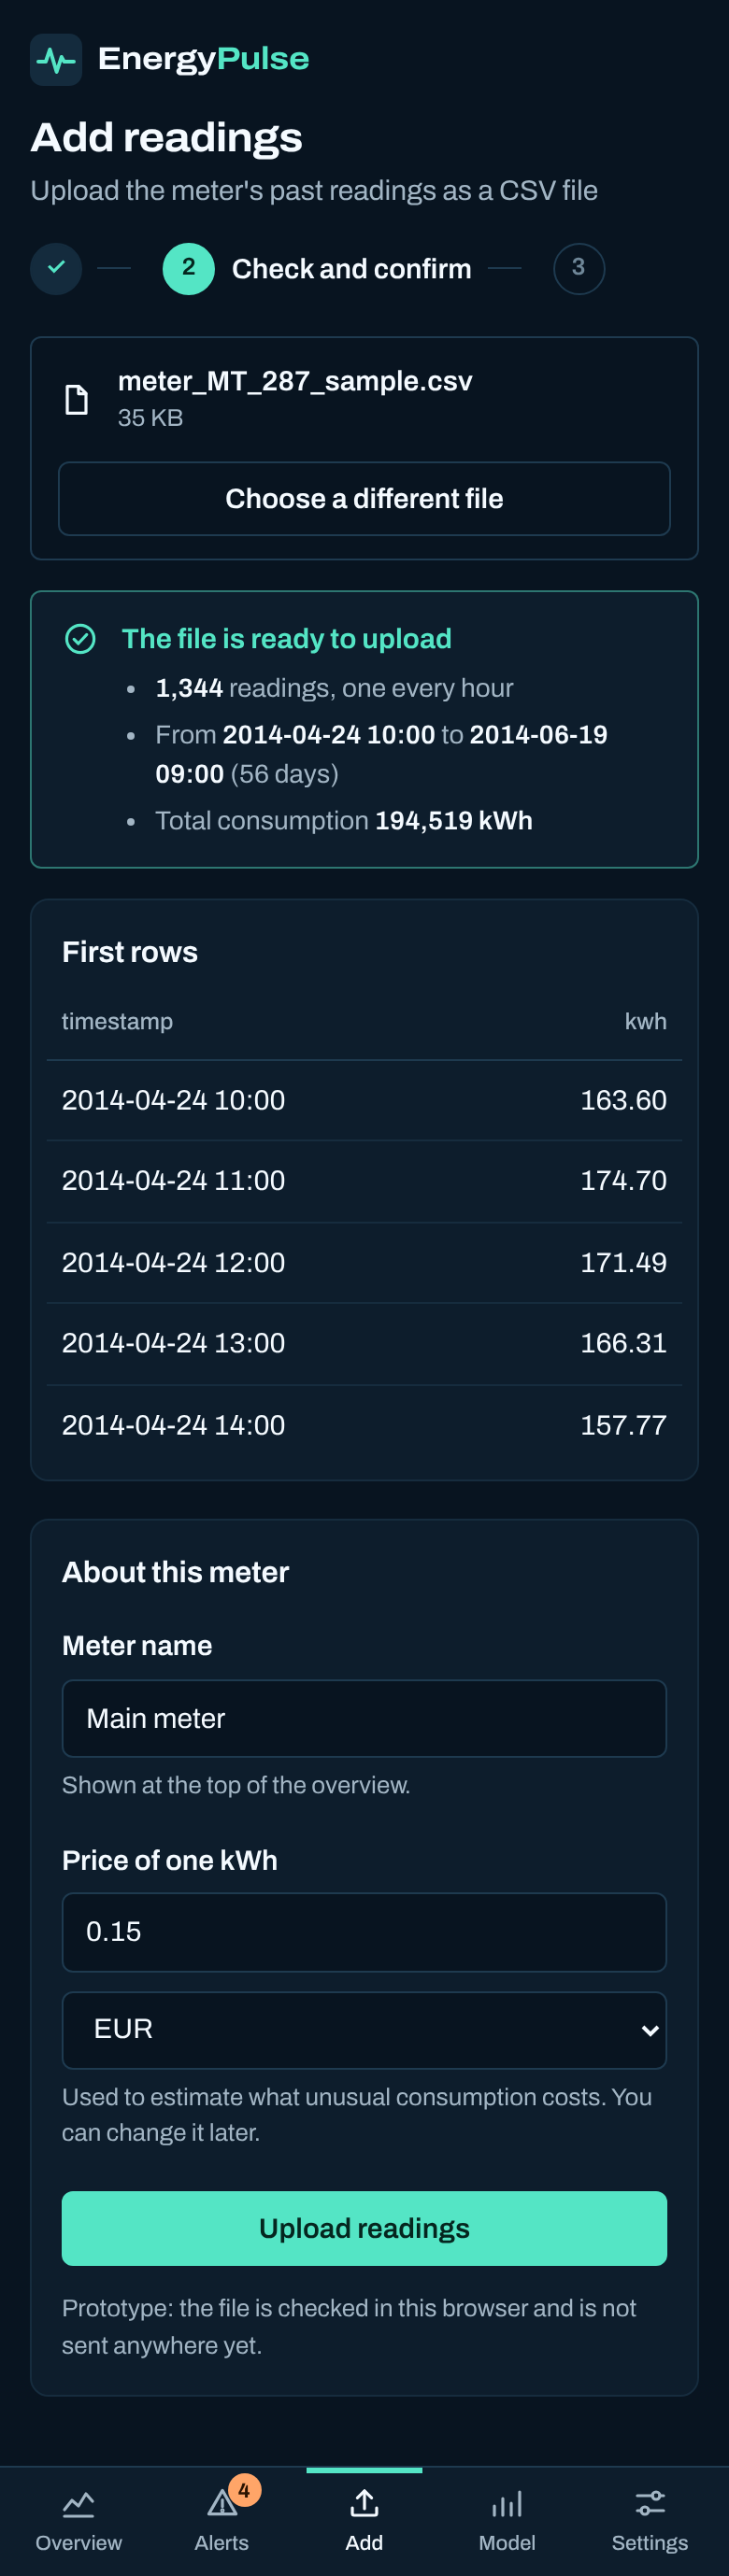 EnergyPulse
Add readings
Upload the meter's past readings as a CSV file
2 Check and confirm 3
meter_MT_287_sample.csv
35 KB
Choose a different file
The file is ready to upload
• 1,344 readings, one every hour
• From 2014-04-24 10:00 to 2014-06-19
09:00 (56 days)
• Total consumption 194,519 kWh
First rows
timestamp kwh
2014-04-24 10:00 163.60
2014-04-24 11:00 174.70
2014-04-24 12:00 171.49
2014-04-24 13:00 166.31
2014-04-24 14:00 157.77
About this meter
Meter name
Main meter
Shown at the top of the overview.
Price of one kWh
0.15
EUR
Used to estimate what unusual consumption costs. You
can change it later.
Upload readings
Prototype: the file is checked in this browser and is not
sent anywhere yet.
4
Overview Alerts Add Model Settings